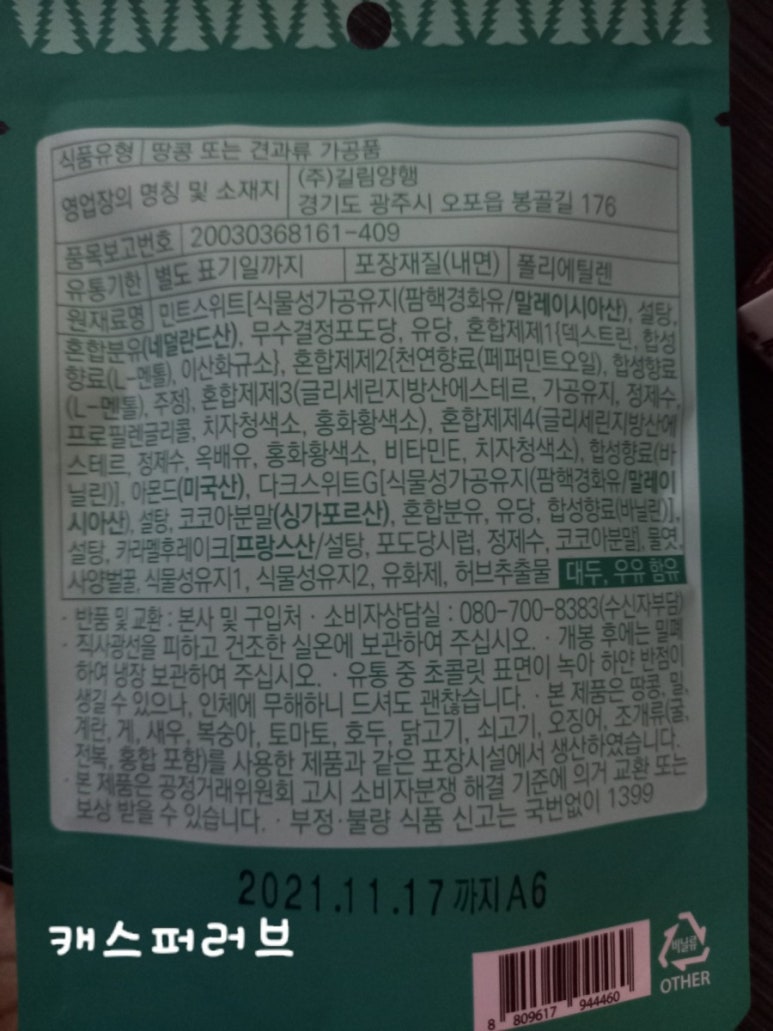 식품유형 땅콩 또는 견과류 가공품
영업장의 명칭 및 소재지 (주)길림양행
경기도 광주시 오포읍 봉골길 176
품목보고번호 20030368161-409
유통기한 별도 표기일까지 포장재질(내면) 폴리에틸렌
원재료명 민트스위트[식물성가공유지(팜핵경화유/말레이시아산), 설탕,
혼합분유(네덜란드산), 무수결정포도당, 유당, 혼합제제1{덱스트린, 합성
향료(L-멘톨), 이산화규소}, 혼합제제2{천연향료(페퍼민트오일), 합성향료
(L-멘톨), 주정}, 혼합제제3(글리세린지방산에스테르, 가공유지, 정제수,
프로필렌글리콜, 치자청색소, 홍화황색소), 혼합제제4(글리세린지방산에
스테르, 정제수, 옥배유, 홍화황색소, 비타민E, 치자청색소), 합성향료(바
닐린)], 아몬드(미국산), 다크스위트G[식물성가공유지(팜핵경화유/말레이
시아산), 설탕, 코코아분말(싱가포르산), 혼합분유, 유당, 합성향료(바닐린)],
설탕, 카라멜후레이크[프랑스산/설탕, 포도당시럽, 정제수, 코코아분말], 물엿,
사양벌꿀, 식물성유지1, 식물성유지2, 유화제, 허브추출물 대두, 우유 함유
· 반품 및 교환 : 본사 및 구입처 · 소비자상담실 : 080-700-8383(수신자부담)
· 직사광선을 피하고 건조한 실온에 보관하여 주십시오. · 개봉 후에는 밀폐
하여 냉장 보관하여 주십시오. · 유통 중 초콜릿 표면이 녹아 하얀 반점이
생길 수 있으나, 인체에 무해하니 드셔도 괜찮습니다. · 본 제품은 땅콩, 밀,
계란, 게, 새우, 복숭아, 토마토, 호두, 닭고기, 쇠고기, 오징어, 조개류(굴,
전복, 홍합 포함)를 사용한 제품과 같은 포장시설에서 생산하였습니다.
· 본 제품은 공정거래위원회 고시 소비자분쟁 해결 기준에 의거 교환 또는
보상 받을 수 있습니다. · 부정·불량 식품 신고는 국번없이 1399
2021.11.17까지A6
캐스퍼러브
비닐류
OTHER
8 809617 944460